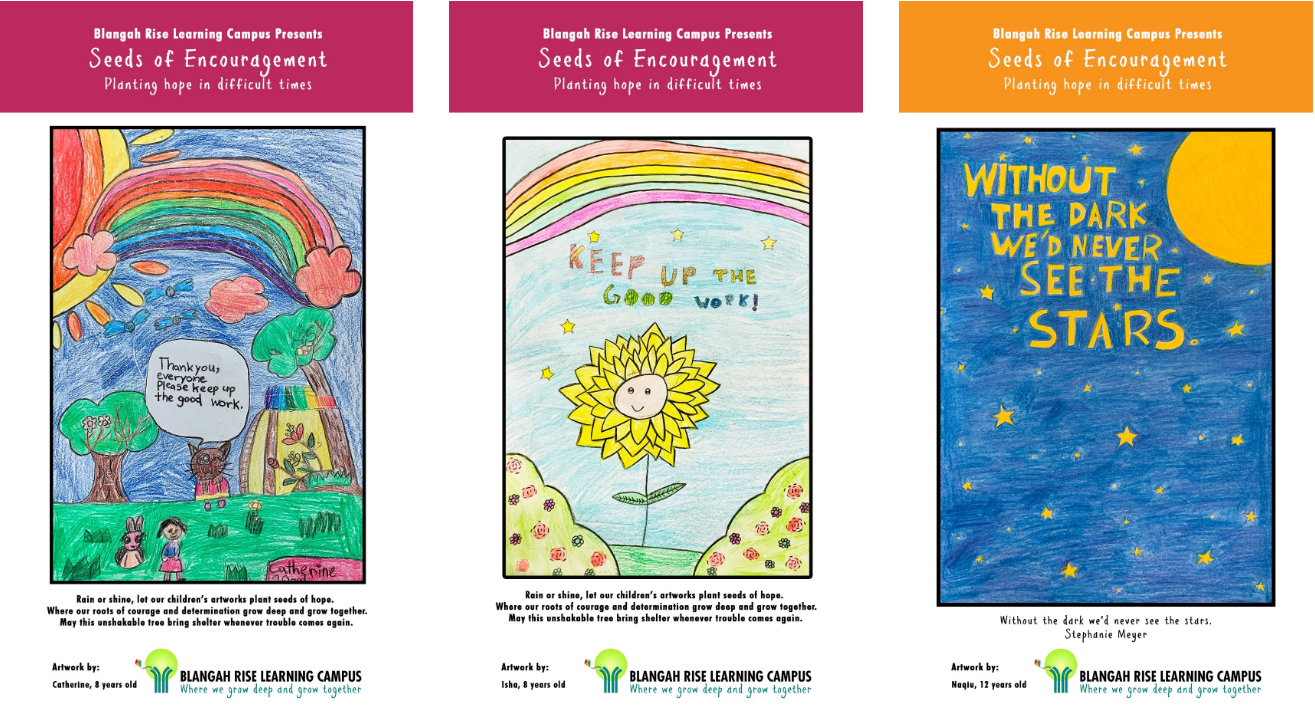 Blangah Rise Learning Campus Presents
Seeds of Encouragement
Planting hope in difficult times
Thank you,
everyone
Please keep up
the good work.
Catherine
Rain or shine, let our children's artworks plant seeds of hope.
Where our roots of courage and determination grow deep and grow together.
May this unshakable tree bring shelter whenever trouble comes again.
Artwork by:
Catherine, 8 years old
BLANGAH RISE LEARNING CAMPUS
Where we grow deep and grow together
Blangah Rise Learning Campus Presents
Seeds of Encouragement
Planting hope in difficult times
KEEP UP THE
GOOD WORK!
Rain or shine, let our children's artworks plant seeds of hope.
Where our roots of courage and determination grow deep and grow together.
May this unshakable tree bring shelter whenever trouble comes again.
Artwork by:
Isha, 8 years old
BLANGAH RISE LEARNING CAMPUS
Where we grow deep and grow together
Blangah Rise Learning Campus Presents
Seeds of Encouragement
Planting hope in difficult times
WITHOUT
THE DARK
WE'D NEVER
SEE THE
STARS.
Without the dark we'd never see the stars.
Stephanie Meyer
Artwork by:
Naqiu, 12 years old
BLANGAH RISE LEARNING CAMPUS
Where we grow deep and grow together